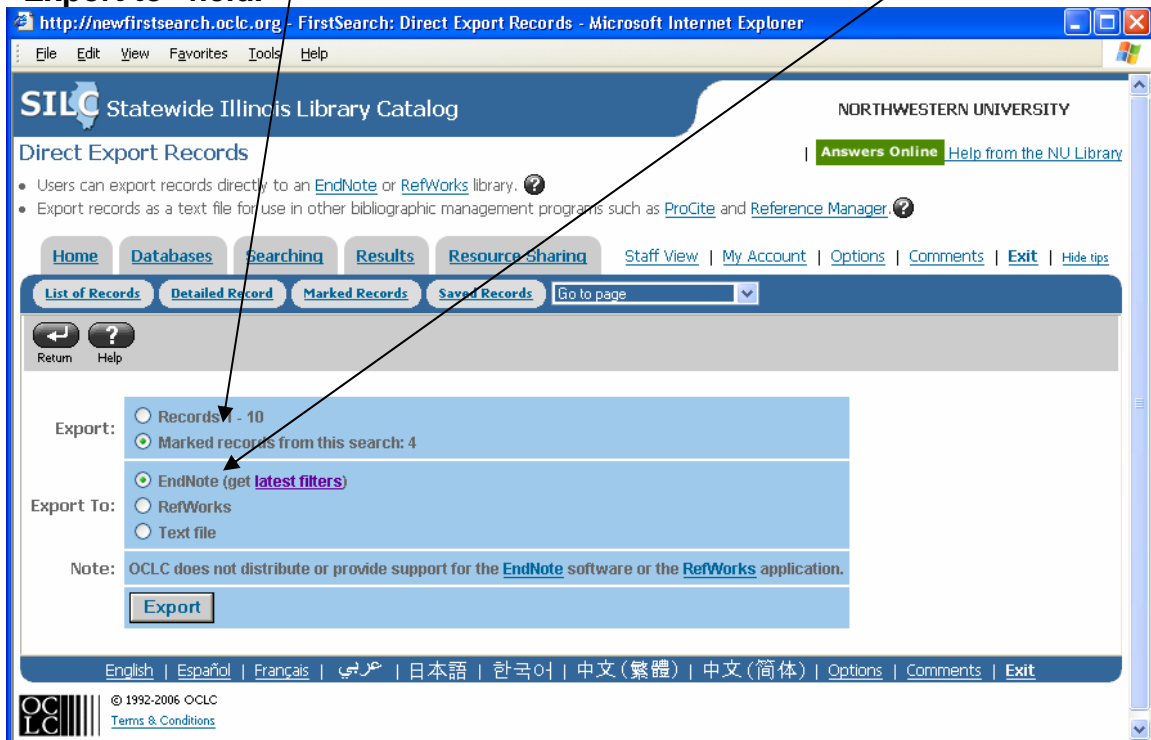 "Export to" field.
http://newfirstsearch.oclc.org - FirstSearch: Direct Export Records - Microsoft Internet Explorer
File Edit View Favorites Tools Help
SILC Statewide Illinois Library Catalog
NORTHWESTERN UNIVERSITY
Direct Export Records
| Answers Online Help from the NU Library
• Users can export records directly to an EndNote or RefWorks library. ?
• Export records as a text file for use in other bibliographic management programs such as ProCite and Reference Manager. ?
Home Databases Searching Results Resource Sharing Staff View | My Account | Options | Comments | Exit | Hide tips
List of Records Detailed Record Marked Records Saved Records Go to page
?
Return Help
Export: Records 1 - 10
Marked records from this search: 4
EndNote (get latest filters)
Export To: RefWorks
Text file
Note: OCLC does not distribute or provide support for the EndNote software or the RefWorks application.
Export
English | Español | Français | عربي | 日本語 | 한국어 | 中文(繁體) | 中文(简体) | Options | Comments | Exit
OCLC © 1992-2006 OCLC
Terms & Conditions